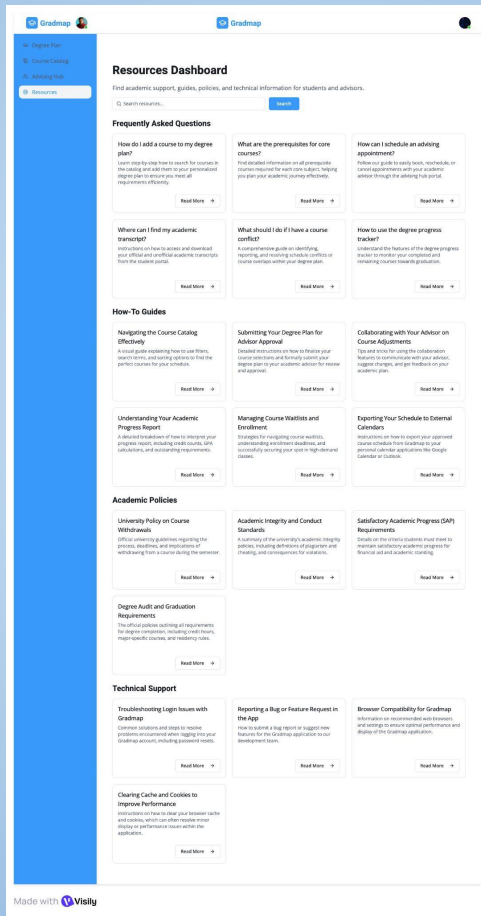 Gradmap
Gradmap
Degree Plan
Course Catalog
Advising Hub
Resources
Resources Dashboard
Find academic support, guides, policies, and technical information for students and advisors.
Search resources...
Search
Frequently Asked Questions
How do I add a course to my degree
plan?
Learn step-by-step how to search for courses in
the catalog and add them to your personalized
degree plan to ensure you meet all
requirements efficiently.
Read More →
What are the prerequisites for core
courses?
Find detailed information on all prerequisite
courses required for each core subject, helping
you plan your academic journey effectively.
Read More →
How can I schedule an advising
appointment?
Follow our guide to easily book, reschedule, or
cancel appointments with your academic
advisor through the advising hub portal.
Read More →
Where can I find my academic
transcript?
Instructions on how to access and download
your official and unofficial academic transcripts
from the student portal.
Read More →
What should I do if I have a course
conflict?
A comprehensive guide on identifying,
reporting, and resolving schedule conflicts or
course overlaps within your degree plan.
Read More →
How to use the degree progress
tracker?
Understand the features of the degree progress
tracker to monitor your completed and
remaining courses towards graduation.
Read More →
How-To Guides
Navigating the Course Catalog
Effectively
A visual guide explaining how to use filters,
search terms, and sorting options to find the
perfect courses for your schedule.
Read More →
Submitting Your Degree Plan for
Advisor Approval
Detailed instructions on how to finalize your
course selections and formally submit your
degree plan to your academic advisor for review
and approval.
Read More →
Collaborating with Your Advisor on
Course Adjustments
Tips and tricks for using the collaboration
features to communicate with your advisor,
suggest changes, and get feedback on your
academic plan.
Read More →
Understanding Your Academic
Progress Report
A detailed breakdown of how to interpret your
progress report, including credit counts, GPA
calculations, and outstanding requirements.
Read More →
Managing Course Waitlists and
Enrollment
Strategies for navigating course waitlists,
understanding enrollment deadlines, and
successfully securing your spot in high-demand
classes.
Read More →
Exporting Your Schedule to External
Calendars
Instructions on how to export your approved
course schedule from Gradmap to your
personal calendar applications like Google
Calendar or Outlook.
Read More →
Academic Policies
University Policy on Course
Withdrawals
Official university guidelines regarding the
process, deadlines, and implications of
withdrawing from a course during the semester.
Read More →
Academic Integrity and Conduct
Standards
A summary of the university's academic integrity
policies, including definitions of plagiarism and
cheating, and consequences for violations.
Read More →
Satisfactory Academic Progress (SAP)
Requirements
Details on the criteria students must meet to
maintain satisfactory academic progress for
financial aid and academic standing.
Read More →
Degree Audit and Graduation
Requirements
The official policies outlining all requirements
for degree completion, including credit hours,
major-specific courses, and residency rules.
Read More →
Technical Support
Troubleshooting Login Issues with
Gradmap
Common solutions and steps to resolve
problems encountered when logging into your
Gradmap account, including password resets.
Read More →
Reporting a Bug or Feature Request in
the App
How to submit a bug report or suggest new
features for the Gradmap application to our
development team.
Read More →
Browser Compatibility for Gradmap
Information on recommended web browsers
and settings to ensure optimal performance and
display of the Gradmap application.
Read More →
Clearing Cache and Cookies to
Improve Performance
Instructions on how to clear your browser cache
and cookies, which can often resolve minor
display or performance issues within the
application.
Read More →
Made with Visily